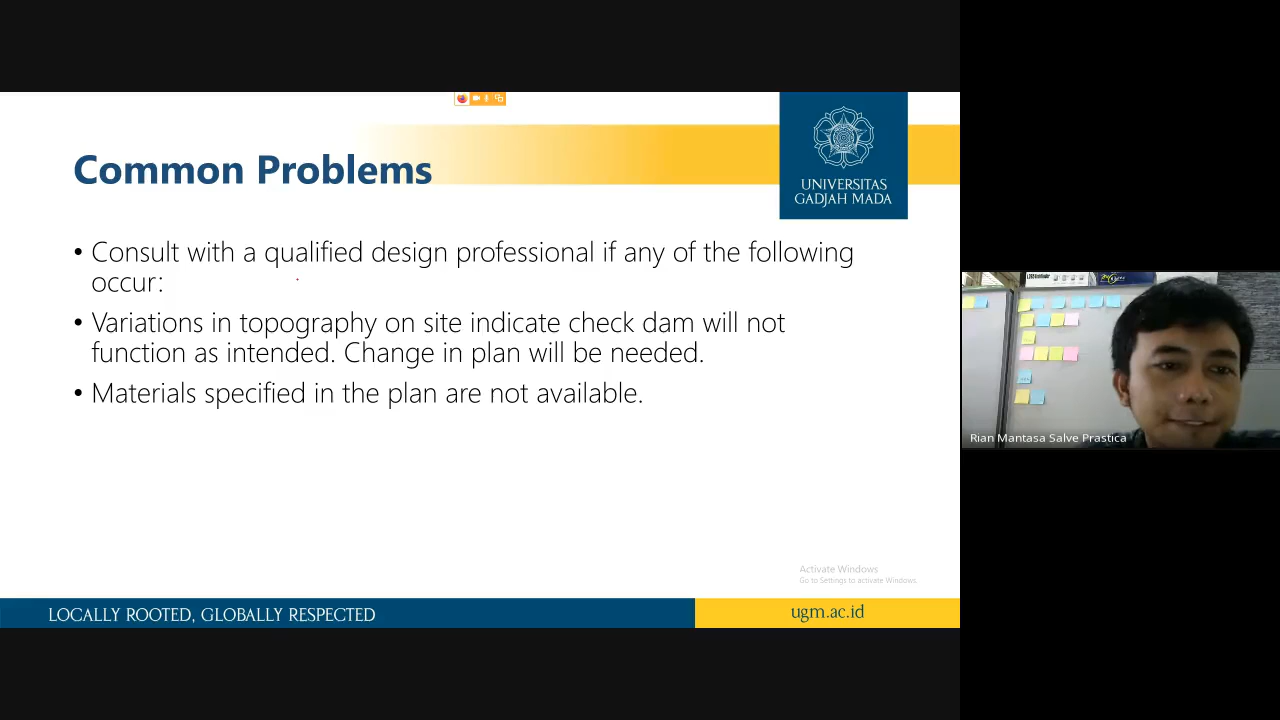 Common Problems
UNIVERSITAS
GADJAH MADA
• Consult with a qualified design professional if any of the following
occur:
• Variations in topography on site indicate check dam will not
function as intended. Change in plan will be needed.
• Materials specified in the plan are not available.
Rian Mantasa Salve Prastica
Activate Windows
Go to Settings to activate Windows.
LOCALLY ROOTED, GLOBALLY RESPECTED
ugm.ac.id